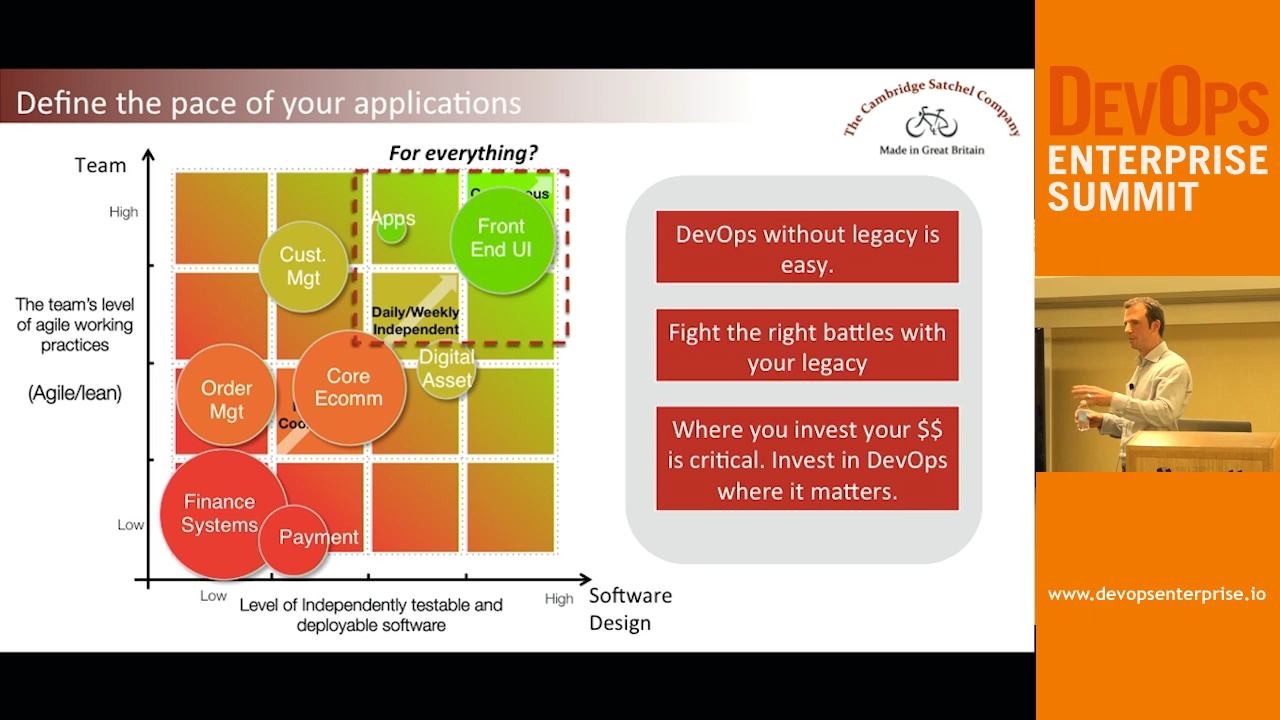 Define the pace of your applications
The Cambridge Satchel Company
Made in Great Britain
For everything?
Team
High
Apps
Front
End UI
Cust.
Mgt
Daily/Weekly
Independent
The team's level
of agile working
practices
(Agile/lean)
Digital
Asset
Order
Mgt
Core
Ecomm
Finance
Systems
Payment
Low
Low
High
Level of Independently testable and
deployable software
Software
Design
DevOps without legacy is
easy.
Fight the right battles with
your legacy
Where you invest your $$
is critical. Invest in DevOps
where it matters.
DEVOPS
ENTERPRISE
SUMMIT
www.devopsenterprise.io